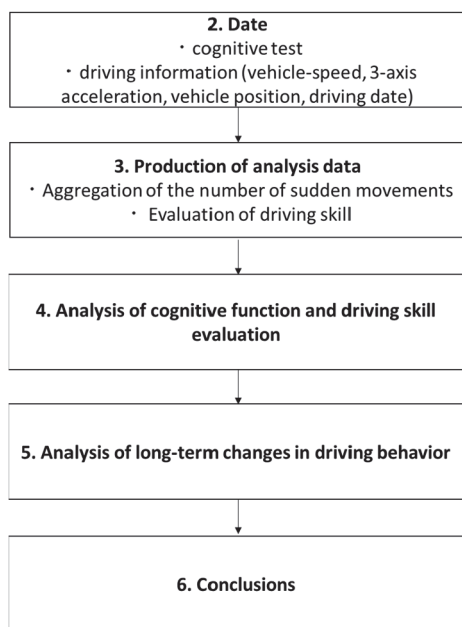 2. Date
・ cognitive test
・ driving information (vehicle-speed, 3-axis
acceleration, vehicle position, driving date)
3. Production of analysis data
・ Aggregation of the number of sudden movements
・ Evaluation of driving skill
4. Analysis of cognitive function and driving skill
evaluation
5. Analysis of long-term changes in driving behavior
6. Conclusions